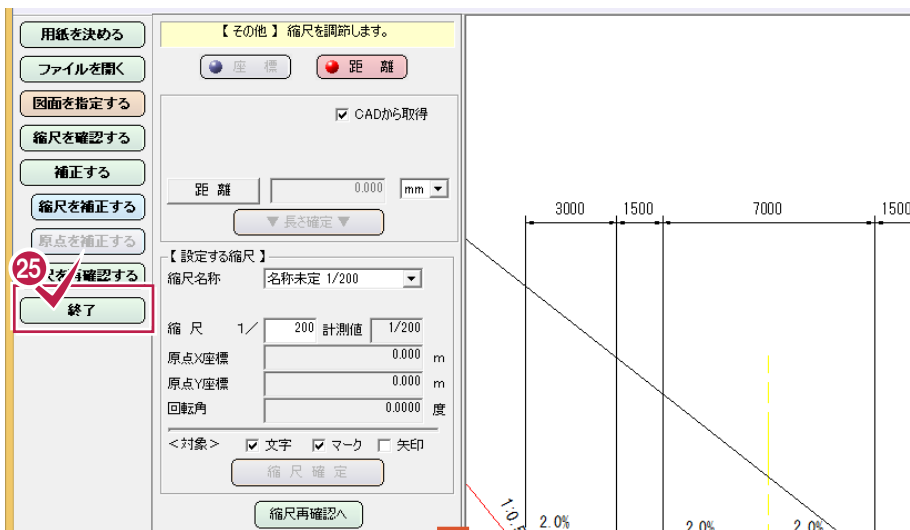 用紙を決める
ファイルを開く
図面を指定する
縮尺を確認する
補正する
縮尺を補正する
原点を補正する
尺を再確認する
25
終了
【 その他 】 縮尺を調節します。
座 標
距 離
CADから取得
距 離 0.000 mm
▼ 長さ確定 ▼
【 設定する縮尺 】
縮尺名称 名称未定 1/200
縮 尺 1/ 200 計測値 1/200
原点X座標 0.000 m
原点Y座標 0.000 m
回転角 0.0000 度
<対象> 文字 マーク 矢印
縮 尺 確 定
縮尺再確認へ
3000 1500 7000 1500
1:0.5
2.0% 2.0% 2.0%